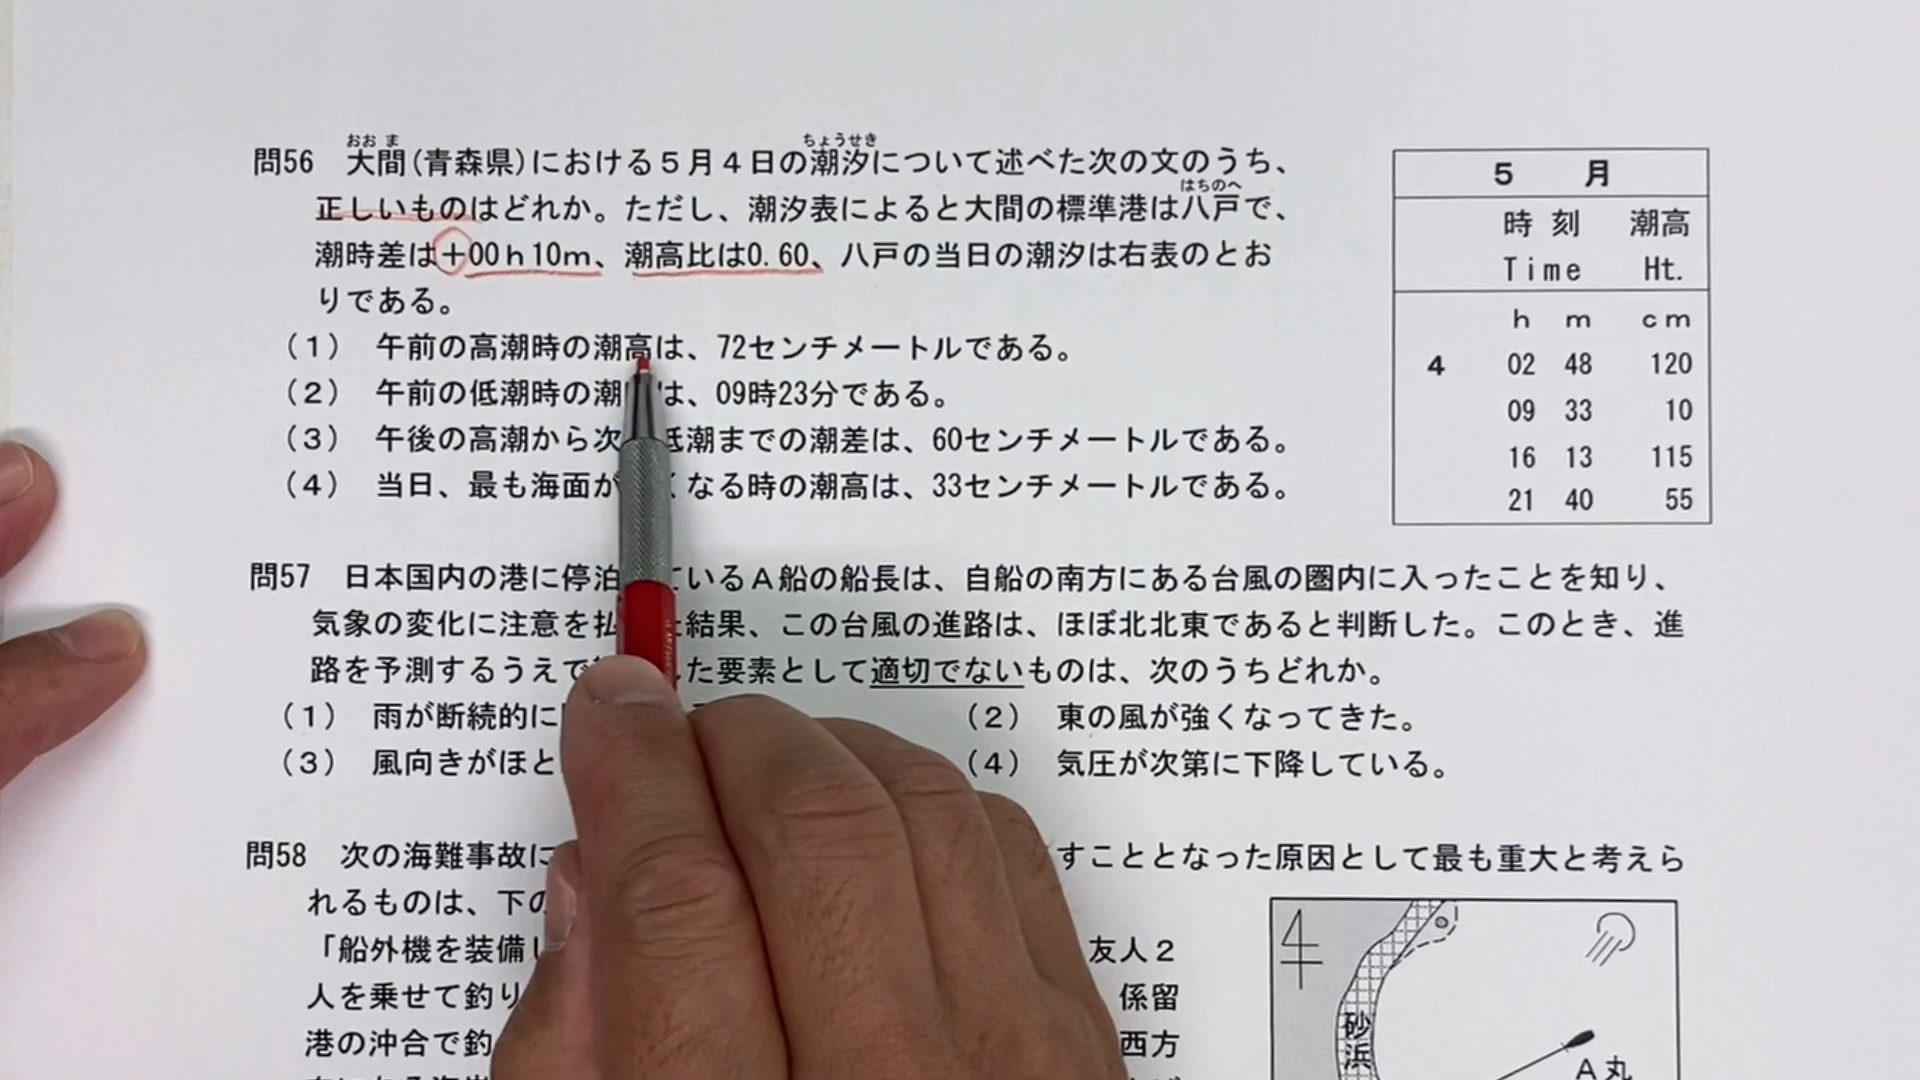 問56 大間(青森県)における5月4日の潮汐について述べた次の文のうち、
おおま
ちょうせき
正しいものはどれか。ただし、潮汐表によると大間の標準港は八戸で、
はちのへ
潮時差は+00h10m、潮高比は0.60、八戸の当日の潮汐は右表のとお
りである。
(1) 午前の高潮時の潮高は、72センチメートルである。
(2) 午前の低潮時の潮 は、09時23分である。
(3) 午後の高潮から次 低潮までの潮差は、60センチメートルである。
(4) 当日、最も海面が くなる時の潮高は、33センチメートルである。
5 月
時刻 潮高
Time Ht.
h m cm
4 02 48 120
09 33 10
16 13 115
21 40 55
問57 日本国内の港に停泊 ているA船の船長は、自船の南方にある台風の圏内に入ったことを知り、
気象の変化に注意を払 結果、この台風の進路は、ほぼ北北東であると判断した。このとき、進
路を予測するうえで した要素として適切でないものは、次のうちどれか。
(1) 雨が断続的に
(2) 東の風が強くなってきた。
(3) 風向きがほと
(4) 気圧が次第に下降している。
問58 次の海難事故に すこととなった原因として最も重大と考えら
れるものは、下の
「船外機を装備し 友人2
人を乗せて釣り 係留
港の沖合で釣 西方
砂浜
A丸